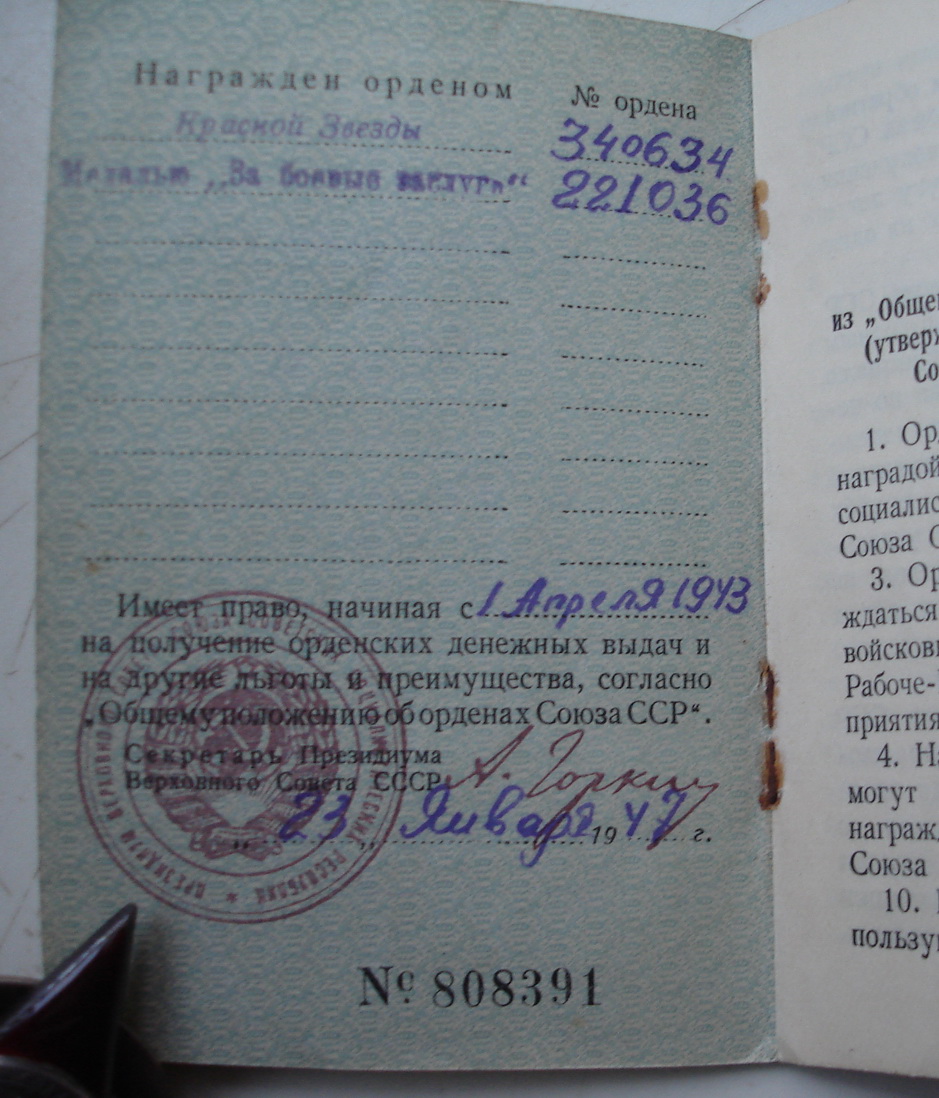 Награжден орденом
№ ордена
Красной Звезды
340634
Медалью „За боевые заслуги“
221036
Имеет право, начиная с 1 Апреля 1943
на получение орденских денежных выдач и
на другие льготы и преимущества, согласно
„Общему положению об орденах Союза ССР“.
Секретарь Президиума
Верховного Совета СССР А. Горкин
„23„ Января 1947 г.
№ 808391
из „Общег
(утвер
Со
1. Ор
наградой
социалис
Союза С
3. Ор
ждаться
войсковы
Рабоче-
приятия
4. На
могут
награж
Союза
10.
пользу